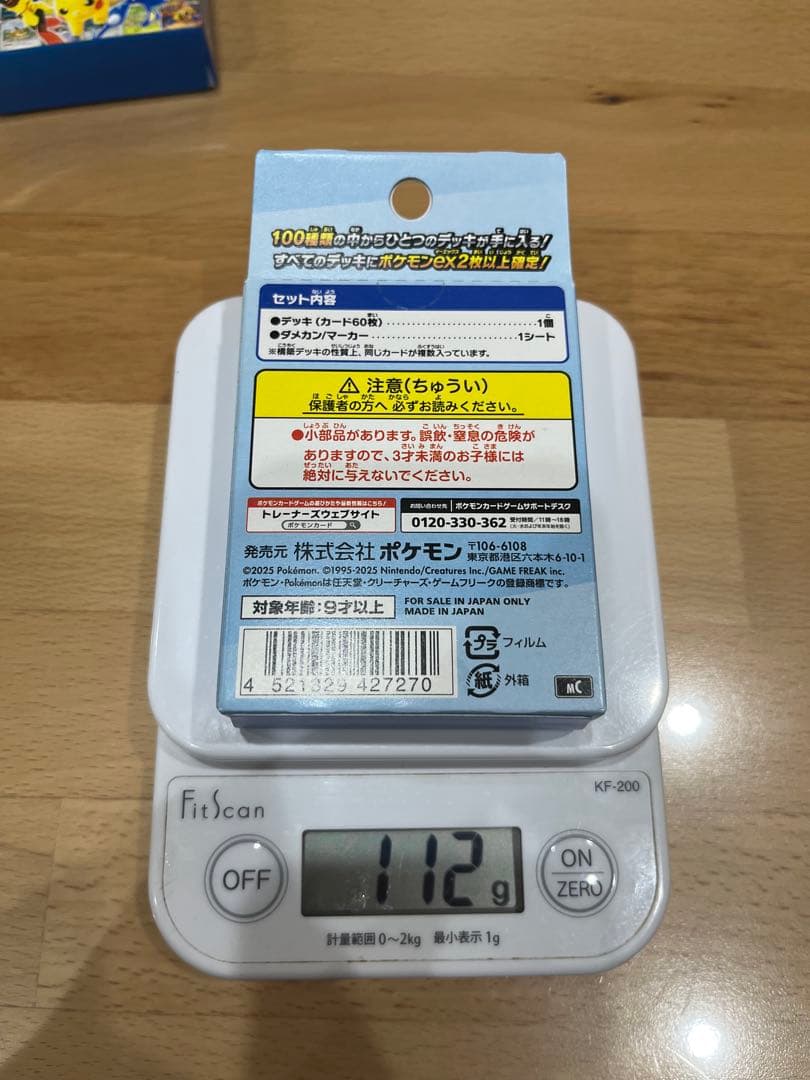 100種類の中からひとつのデッキが手に入る!
すべてのデッキにポケモンex2枚以上確定!
セット内容
●デッキ(カード60枚)..............................1個
●ダメカン/マーカー..............................1シート
※構築デッキの性質上、同じカードが複数入っています。
⚠ 注意(ちゅうい)
保護者の方へ 必ずお読みください。
●小部品があります。誤飲・窒息の危険が
ありますので、3才未満のお子様には
絶対に与えないでください。
ポケモンカードゲームの遊びかたや最新情報はこちら!
トレーナーズウェブサイト
ポケモンカード
お問い合わせ先 ポケモンカードゲームサポートデスク
0120-330-362 受付時間/11時~18時
発売元 株式会社 ポケモン 〒106-6108
東京都港区六本木6-10-1
©2025 Pokémon. ©1995-2025 Nintendo/Creatures Inc./GAME FREAK inc.
ポケモン・Pokémonは任天堂・クリーチャーズ・ゲームフリークの登録商標です。
対象年齢:9才以上
FOR SALE IN JAPAN ONLY
MADE IN JAPAN
4 521329 427270
プラ フィルム
紙 外箱
MC
FitScan
KF-200
OFF
112g
ON
ZERO
計量範囲 0~2kg 最小表示 1g